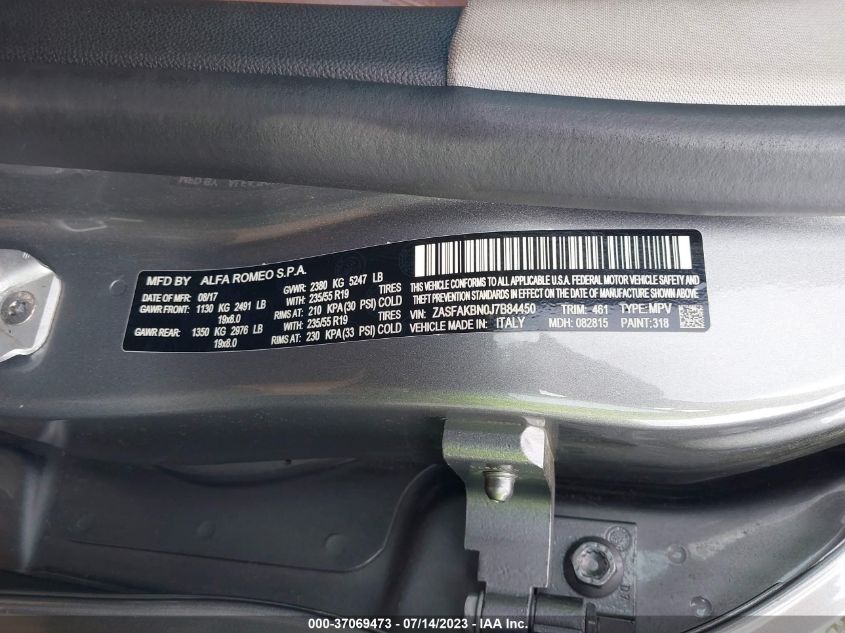 MFD BY ALFA ROMEO S.P.A.
DATE OF MFR 08/17 GVWR: 2380 KG 5247 LB
GAWR FRONT: 1130 KG 2491 LB WITH: 235/55 R19 TIRES
19x8.0 RIMS AT: 210 KPA(30 PSI) COLD
GAWR REAR: 1350 KG 2976 LB WITH: 235/55 R19 TIRES
19x8.0 RIMS AT: 230 KPA(33 PSI) COLD
THIS VEHICLE CONFORMS TO ALL APPLICABLE U.S.A. FEDERAL MOTOR VEHICLE SAFETY AND
THEFT PREVENTION STANDARDS IN EFFECT ON THE DATE OF MANUFACTURE SHOWN ABOVE.
VIN: ZASFAKBN0J7B84450 TRIM: 461 TYPE:MPV
VEHICLE MADE IN: ITALY MDH: 082815 PAINT:318
000-37069473 - 07/14/2023 - IAA Inc.